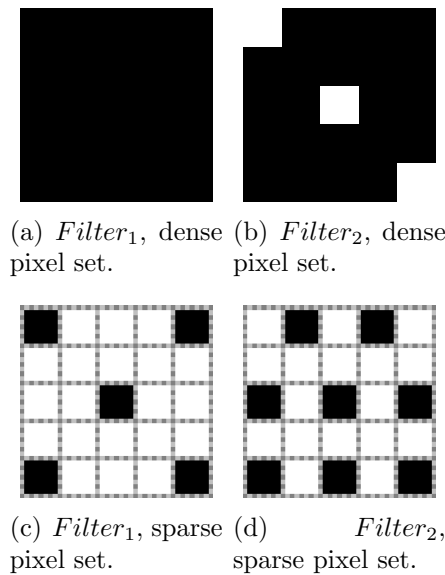 (a) Filter₁, dense pixel set.
(b) Filter₂, dense pixel set.
(c) Filter₁, sparse pixel set.
(d) Filter₂, sparse pixel set.